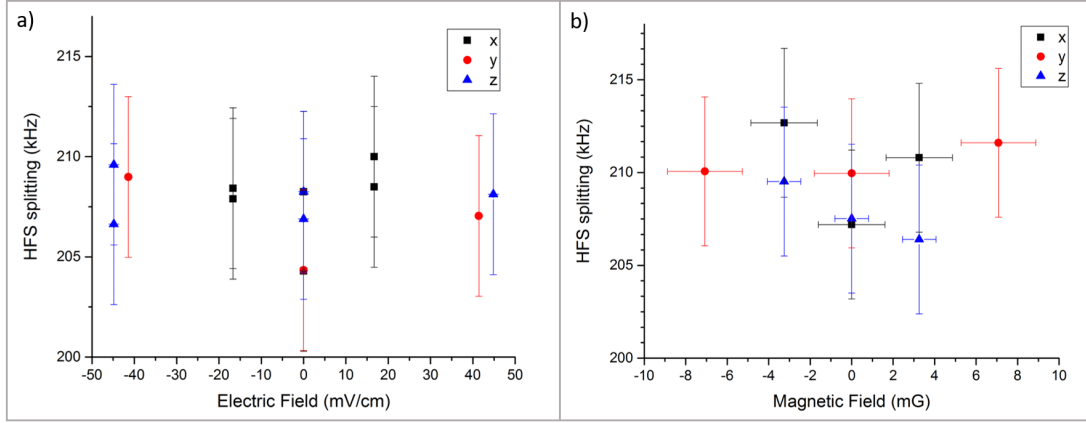 a)
x
y
z
215
210
205
200
HFS splitting (kHz)
-50 -40 -30 -20 -10 0 10 20 30 40 50
Electric Field (mV/cm)
b)
x
y
z
215
210
205
200
HFS splitting (kHz)
-10 -8 -6 -4 -2 0 2 4 6 8 10
Magnetic Field (mG)